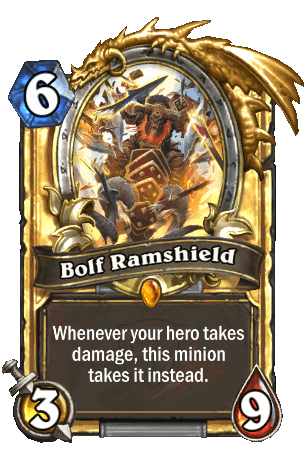 6
Bolf Ramshield
Whenever your hero takes
damage, this minion
takes it instead.
3
9